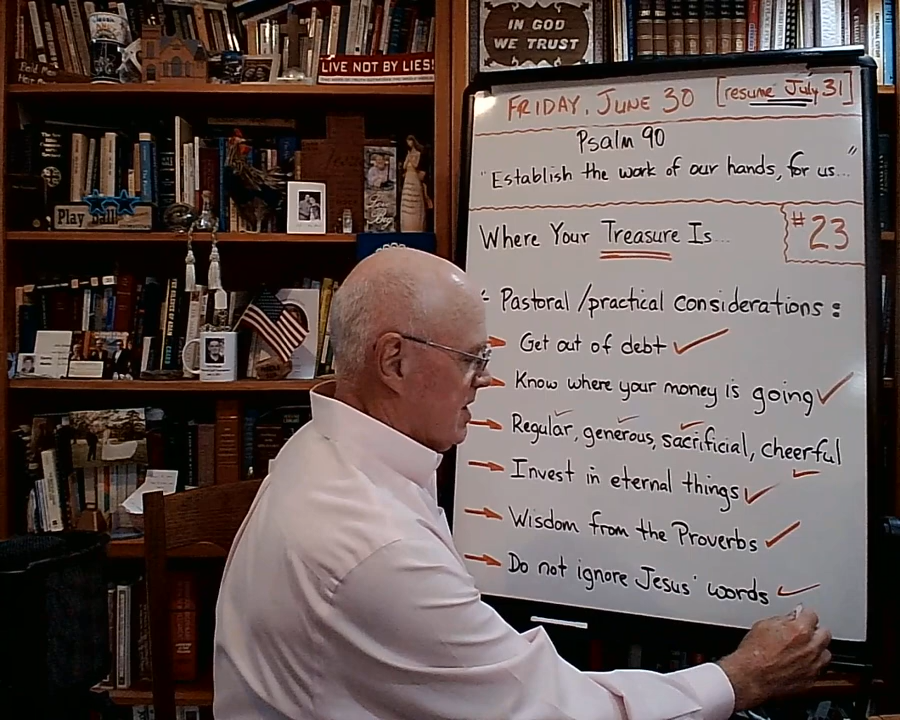 IN GOD
WE TRUST
LIVE NOT BY LIES!
Play Ball
FRIDAY, JUNE 30 [resume July 31]
Psalm 90
"Establish the work of our hands, for us..."
Where Your Treasure Is...
#23
Pastoral/practical considerations:
→ Get out of debt ✓
→ Know where your money is going ✓
→ Regular, generous, sacrificial, cheerful
→ Invest in eternal things ✓
→ Wisdom from the Proverbs ✓
→ Do not ignore Jesus' words ✓